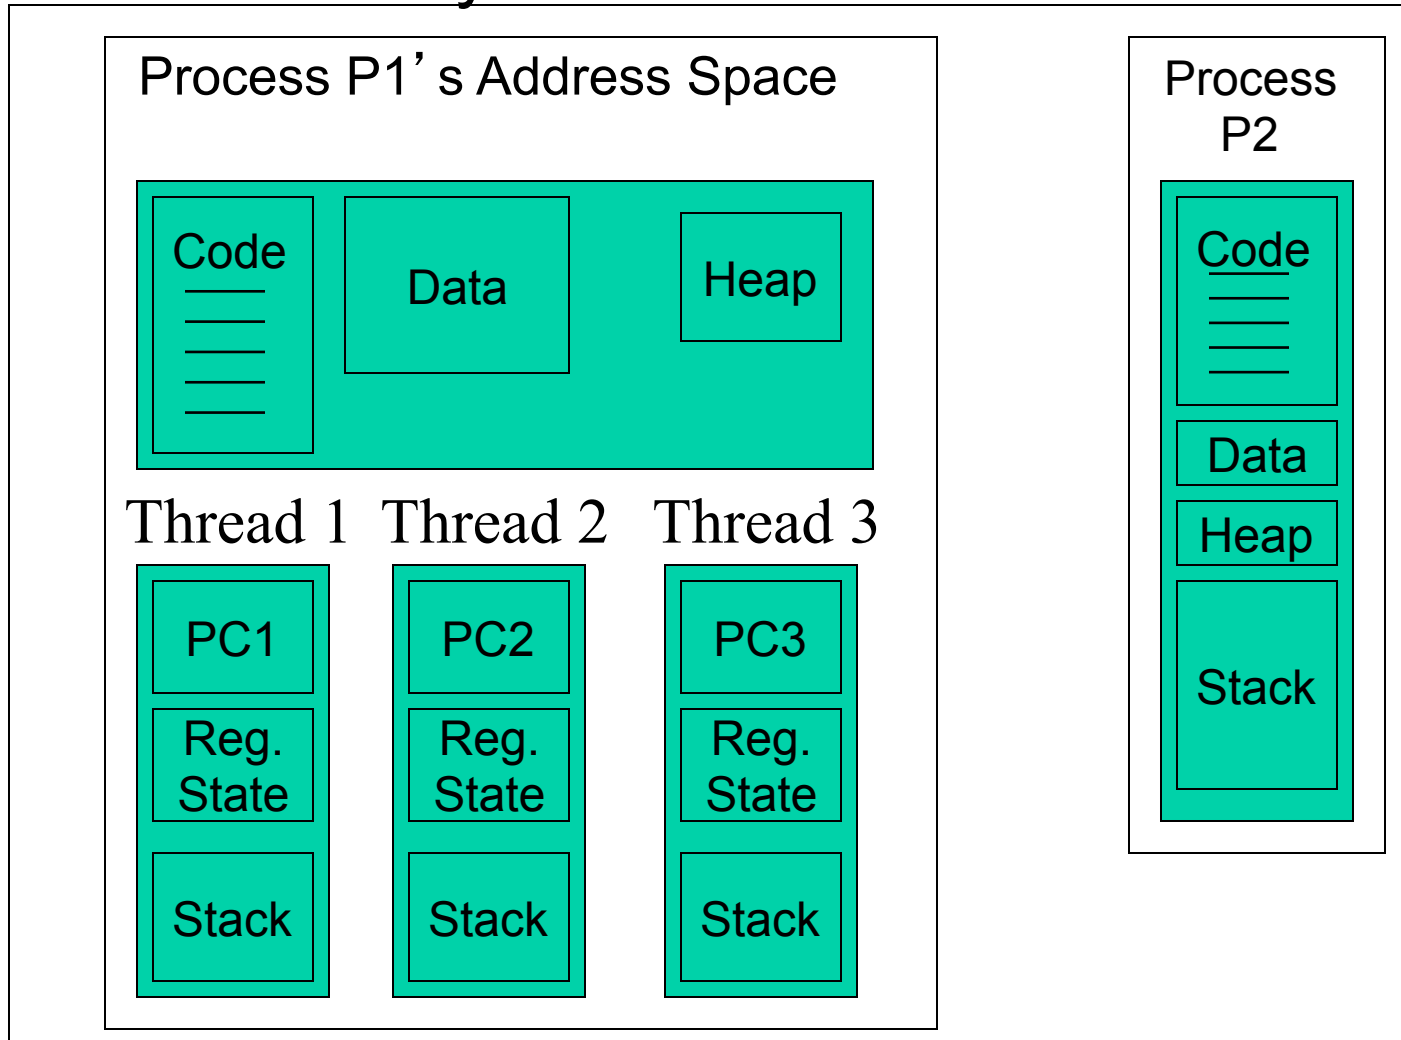 Process P1’s Address Space
Code
Data
Heap
Thread 1 Thread 2 Thread 3
PC1
PC2
PC3
Reg.
State
Reg.
State
Reg.
State
Stack
Stack
Stack
Process
P2
Code
Data
Heap
Stack